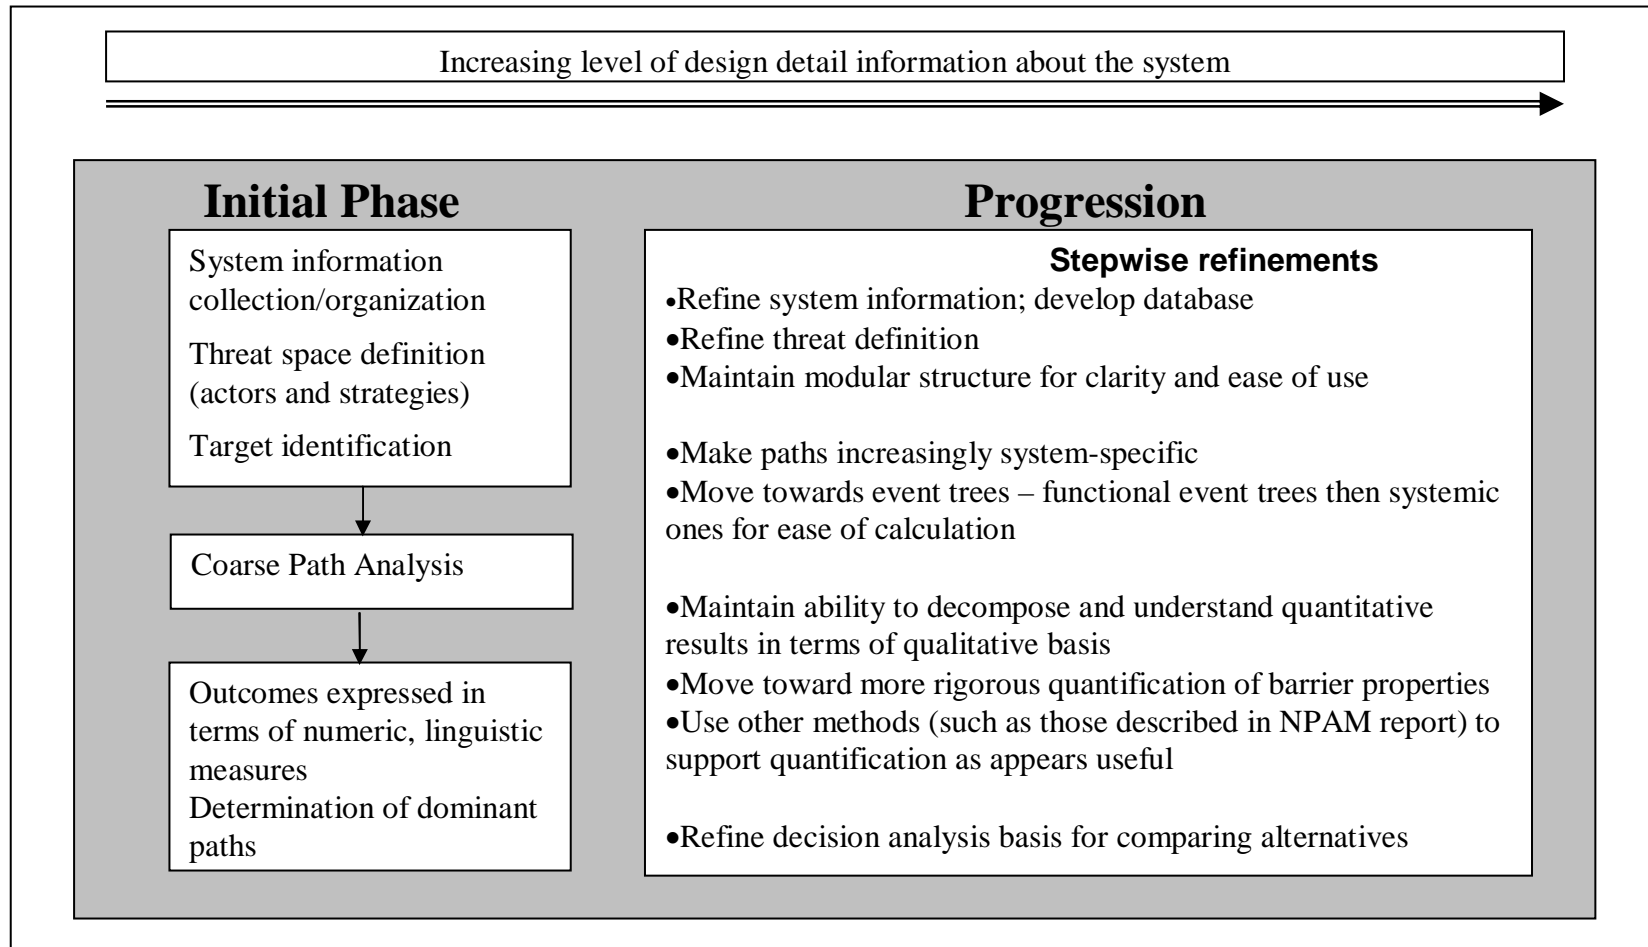 Increasing level of design detail information about the system
Initial Phase
System information
collection/organization
Threat space definition
(actors and strategies)
Target identification
Coarse Path Analysis
Outcomes expressed in
terms of numeric, linguistic
measures
Determination of dominant
paths
Progression
Stepwise refinements
•Refine system information; develop database
•Refine threat definition
•Maintain modular structure for clarity and ease of use
•Make paths increasingly system-specific
•Move towards event trees – functional event trees then systemic
ones for ease of calculation
•Maintain ability to decompose and understand quantitative
results in terms of qualitative basis
•Move toward more rigorous quantification of barrier properties
•Use other methods (such as those described in NPAM report) to
support quantification as appears useful
•Refine decision analysis basis for comparing alternatives